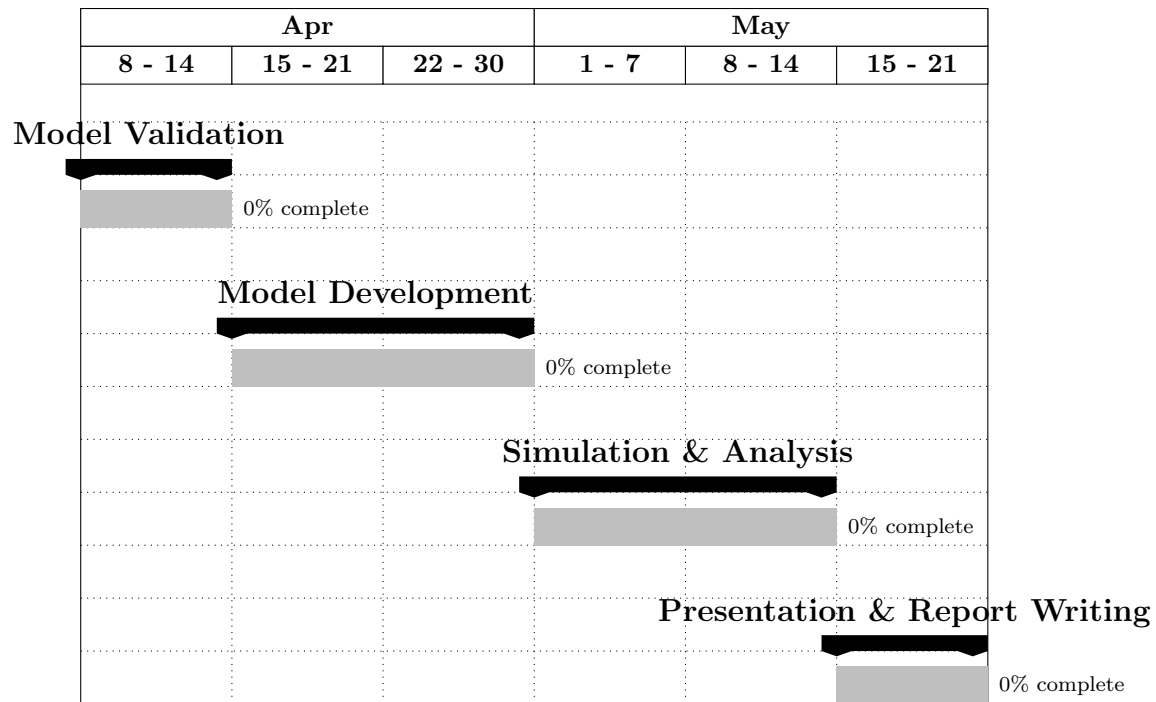 Apr May
8 - 14 15 - 21 22 - 30 1 - 7 8 - 14 15 - 21
Model Validation
0% complete
Model Development
0% complete
Simulation & Analysis
0% complete
Presentation & Report Writing
0% complete